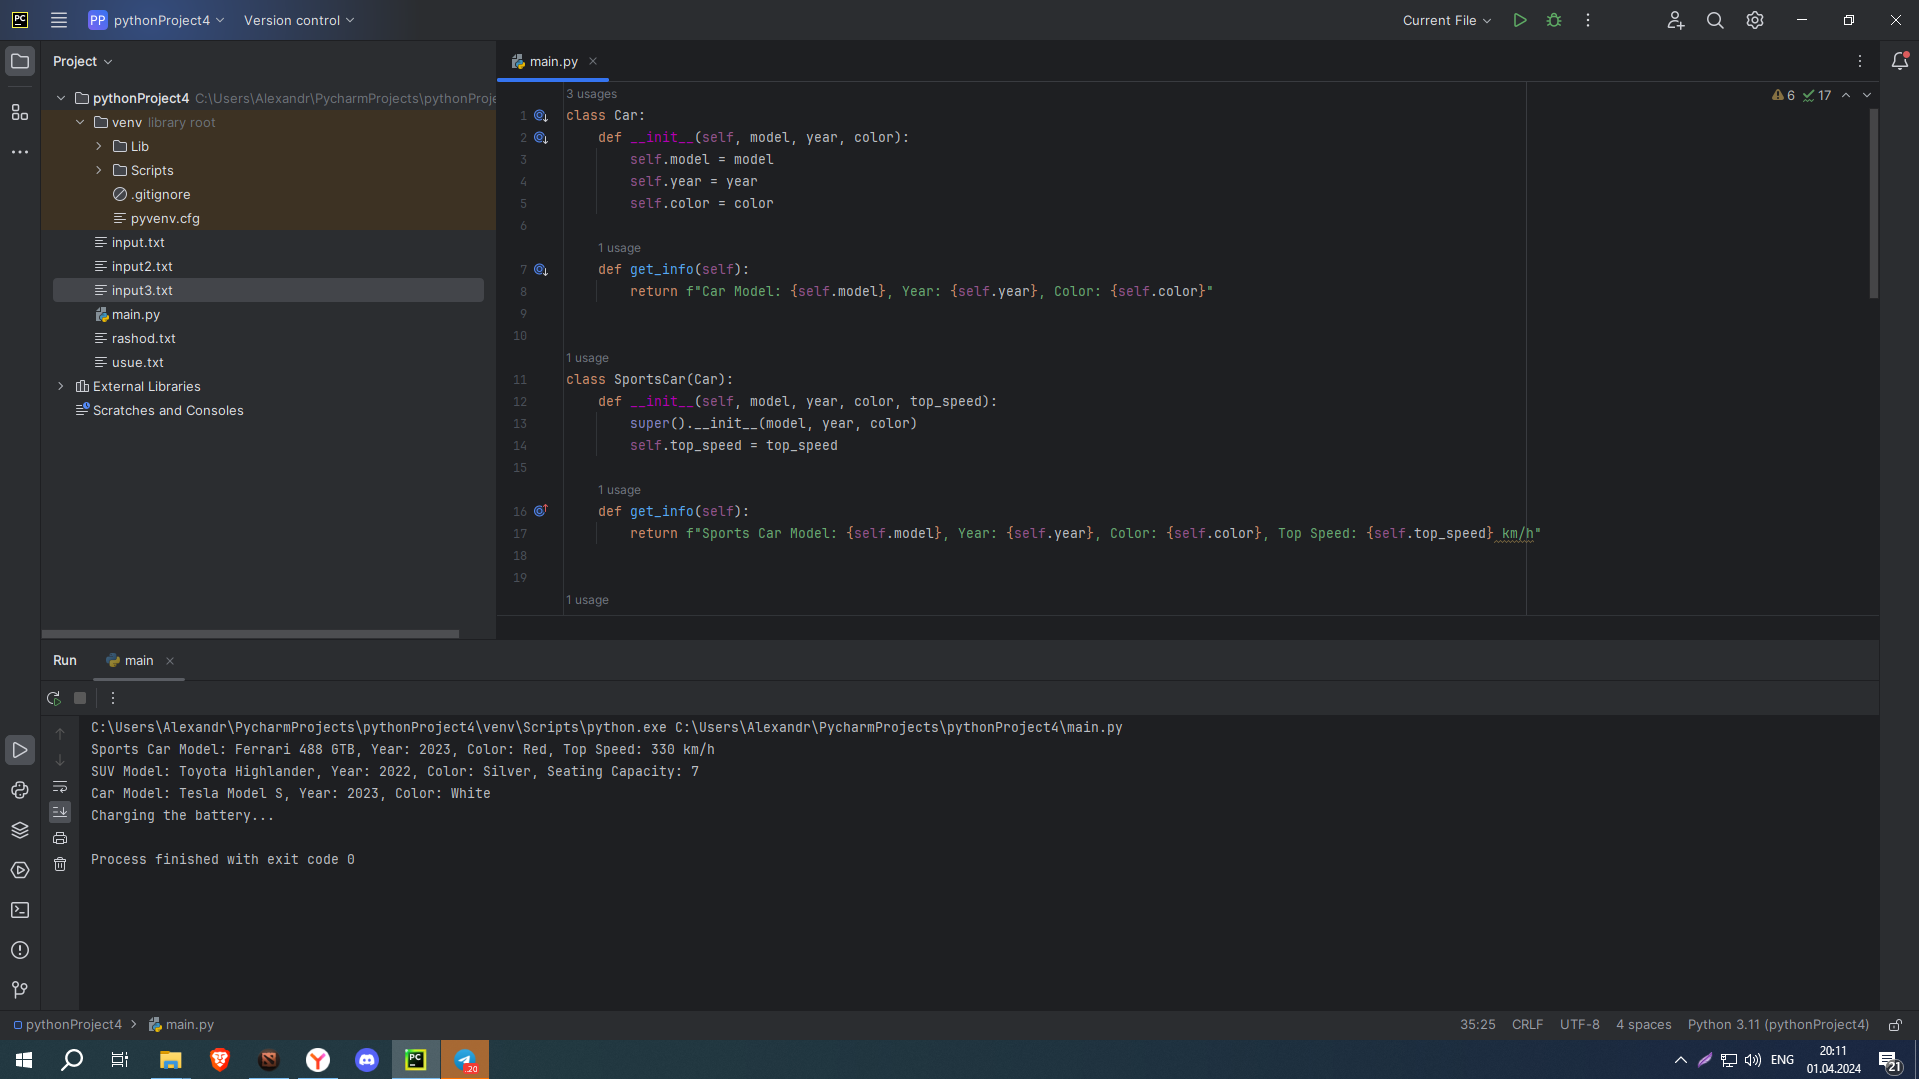 PC PP pythonProject4 Version control Current File
Project
main.py
pythonProject4 C:\Users\Alexandr\PycharmProjects\pythonProje
venv library root
Lib
Scripts
.gitignore
pyvenv.cfg
input.txt
input2.txt
input3.txt
main.py
rashod.txt
usue.txt
External Libraries
Scratches and Consoles
6 17
3 usages
1 class Car:
2 def __init__(self, model, year, color):
3 self.model = model
4 self.year = year
5 self.color = color
6
1 usage
7 def get_info(self):
8 return f"Car Model: {self.model}, Year: {self.year}, Color: {self.color}"
9
10
1 usage
11 class SportsCar(Car):
12 def __init__(self, model, year, color, top_speed):
13 super().__init__(model, year, color)
14 self.top_speed = top_speed
15
1 usage
16 def get_info(self):
17 return f"Sports Car Model: {self.model}, Year: {self.year}, Color: {self.color}, Top Speed: {self.top_speed} km/h"
18
19
1 usage
Run main
C:\Users\Alexandr\PycharmProjects\pythonProject4\venv\Scripts\python.exe C:\Users\Alexandr\PycharmProjects\pythonProject4\main.py
Sports Car Model: Ferrari 488 GTB, Year: 2023, Color: Red, Top Speed: 330 km/h
SUV Model: Toyota Highlander, Year: 2022, Color: Silver, Seating Capacity: 7
Car Model: Tesla Model S, Year: 2023, Color: White
Charging the battery...
Process finished with exit code 0
pythonProject4 main.py 35:25 CRLF UTF-8 4 spaces Python 3.11 (pythonProject4)
PC .20 ENG 20:11 21
01.04.2024